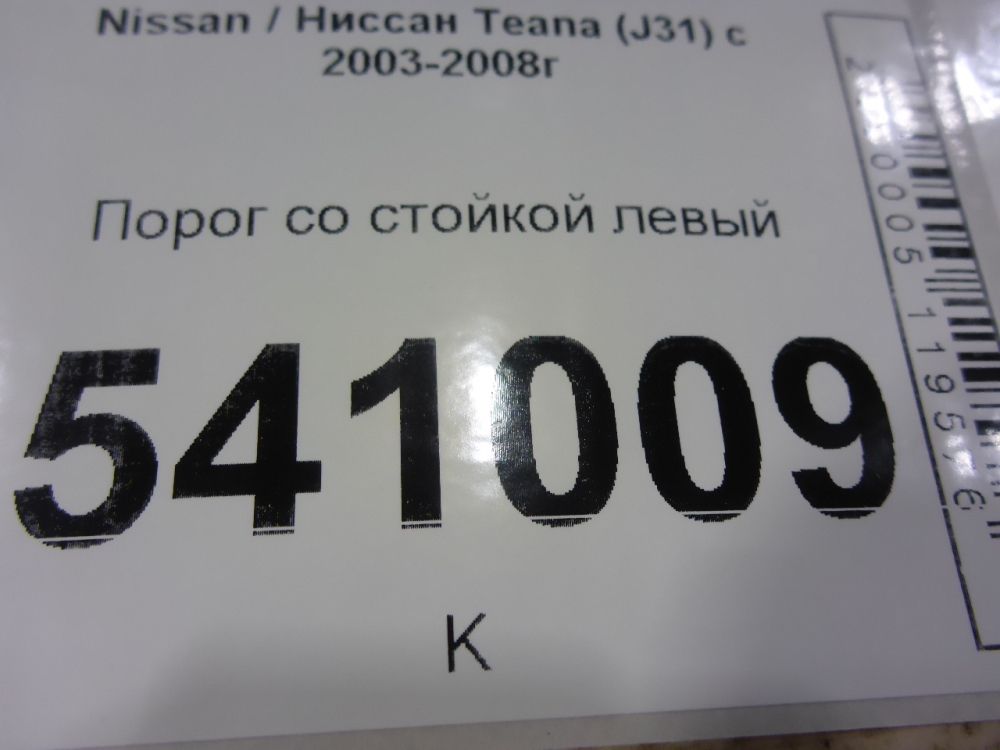 Nissan / Ниссан Teana (J31) с
2003-2008г
Порог со стойкой левый
541009
К